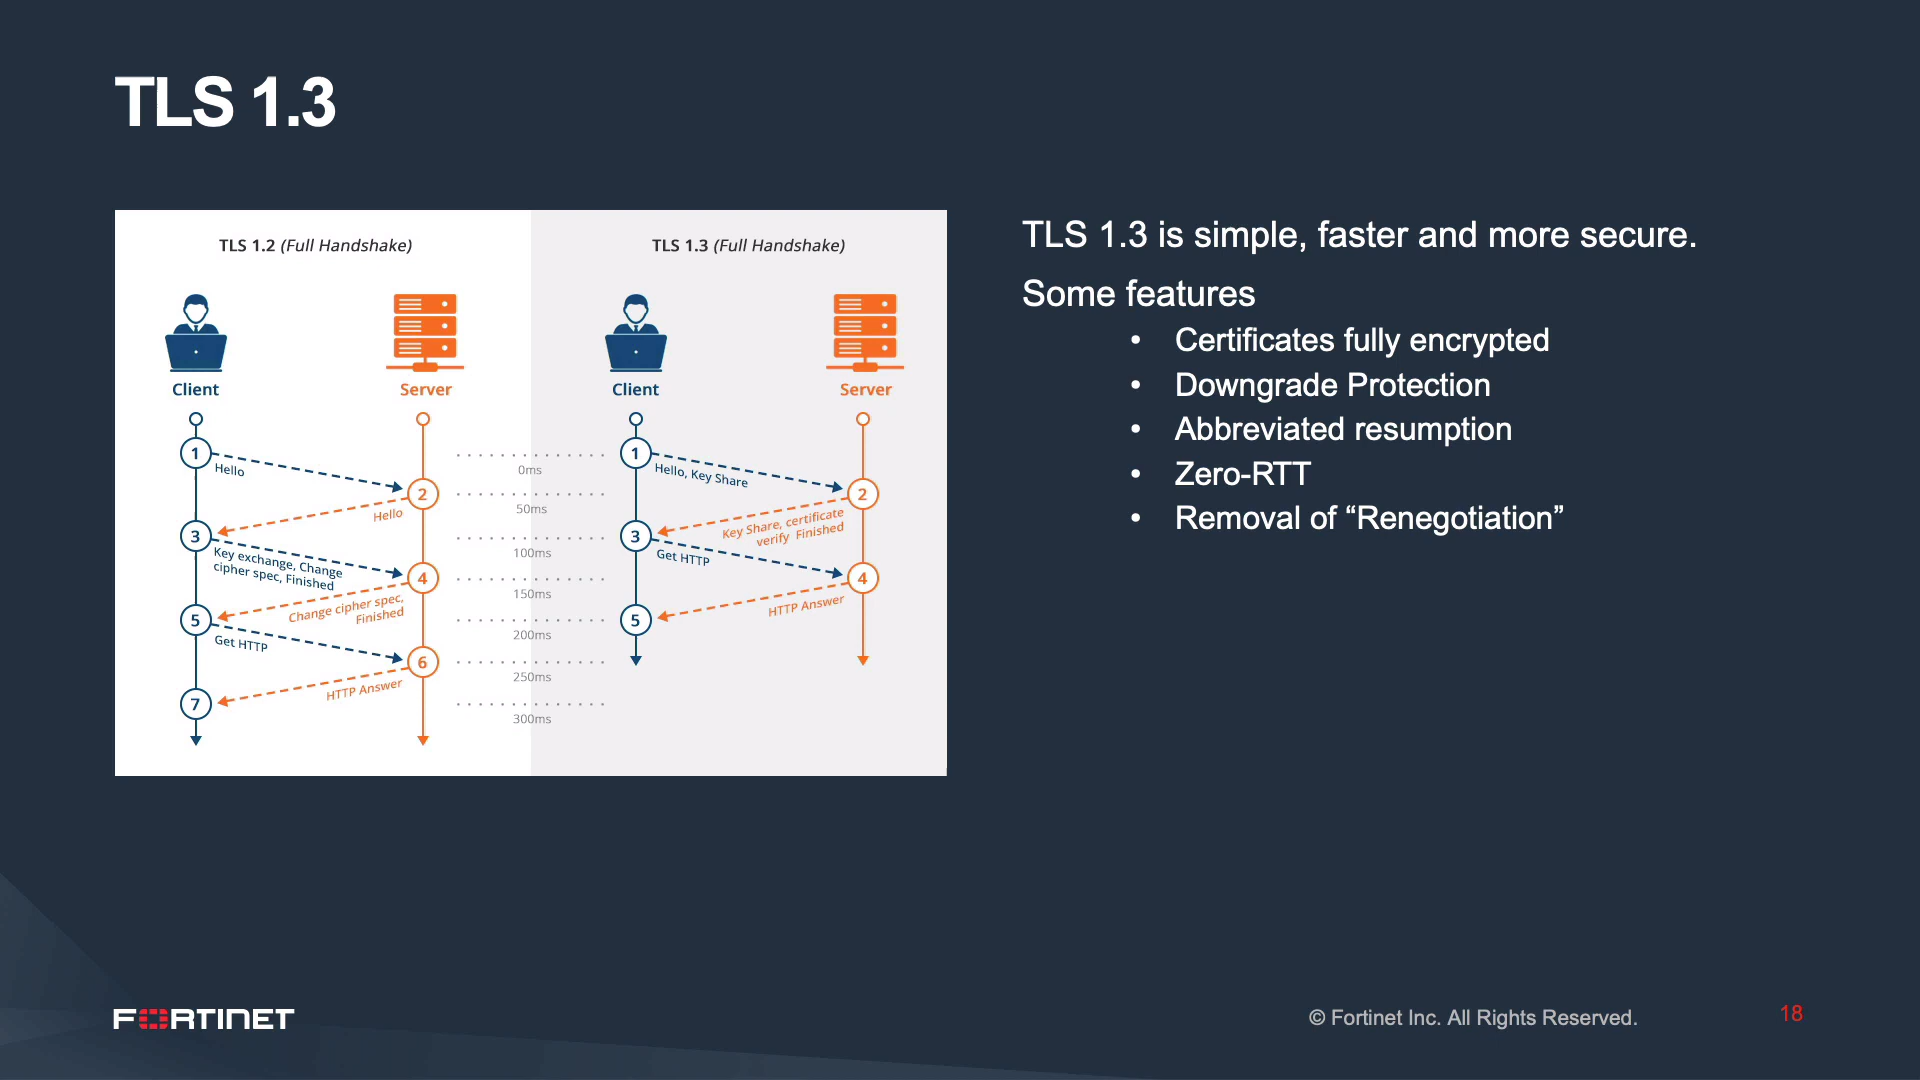 TLS 1.3
TLS 1.2 (Full Handshake)
Client
Server
1
Hello
2
Hello
3
Key exchange, Change
cipher spec, Finished
4
Change cipher spec,
Finished
5
Get HTTP
6
HTTP Answer
7
0ms
50ms
100ms
150ms
200ms
250ms
300ms
TLS 1.3 (Full Handshake)
Client
Server
1
Hello, Key Share
2
Key Share, certificate
verify Finished
3
Get HTTP
4
HTTP Answer
5
TLS 1.3 is simple, faster and more secure.
Some features
• Certificates fully encrypted
• Downgrade Protection
• Abbreviated resumption
• Zero-RTT
• Removal of “Renegotiation”
FORTINET
© Fortinet Inc. All Rights Reserved.
18